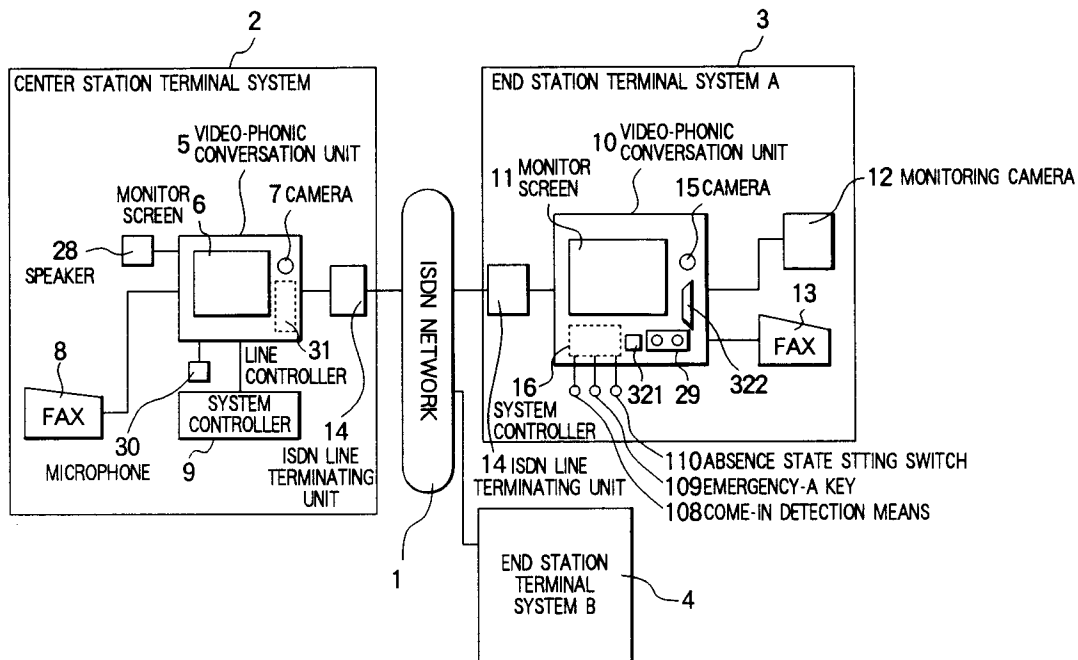 2
CENTER STATION TERMINAL SYSTEM
5 VIDEO-PHONIC
CONVERSATION UNIT
MONITOR
SCREEN
6
7 CAMERA
28
SPEAKER
31
LINE
CONTROLLER
8
FAX
30
MICROPHONE
SYSTEM
CONTROLLER
9
14
ISDN LINE
TERMINATING
UNIT
ISDN NETWORK
1
3
END STATION TERMINAL SYSTEM A
10 VIDEO-PHONIC
CONVERSATION UNIT
11 MONITOR
SCREEN
15 CAMERA
12 MONITORING CAMERA
13
FAX
322
321
29
16
SYSTEM
CONTROLLER
14 ISDN LINE
TERMINATING UNIT
110 ABSENCE STATE STTING SWITCH
109 EMERGENCY-A KEY
108 COME-IN DETECTION MEANS
END STATION
TERMINAL
SYSTEM B
4